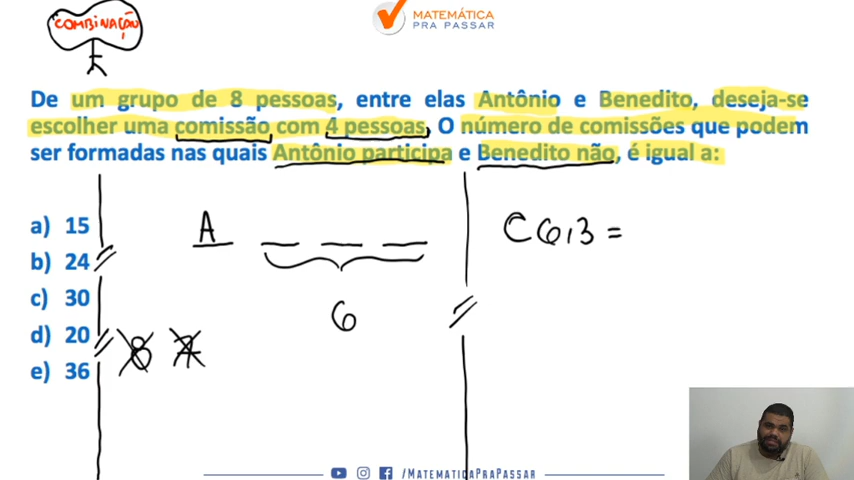 COMBINAÇÃO
MATEMÁTICA
PRA PASSAR
De um grupo de 8 pessoas, entre elas Antônio e Benedito, deseja-se
escolher uma comissão com 4 pessoas. O número de comissões que podem
ser formadas nas quais Antônio participa e Benedito não, é igual a:
A
C6,3 =
a) 15
b) 24
c) 30
6
d) 20
8 7
e) 36
/MATEMATICAPRAPASSAR